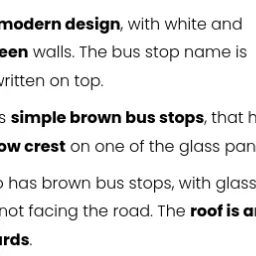 modern design, with white and
een walls. The bus stop name is
written on top.
s simple brown bus stops, that h
ow crest on one of the glass pan
o has brown bus stops, with glass
not facing the road. The roof is a
rds.